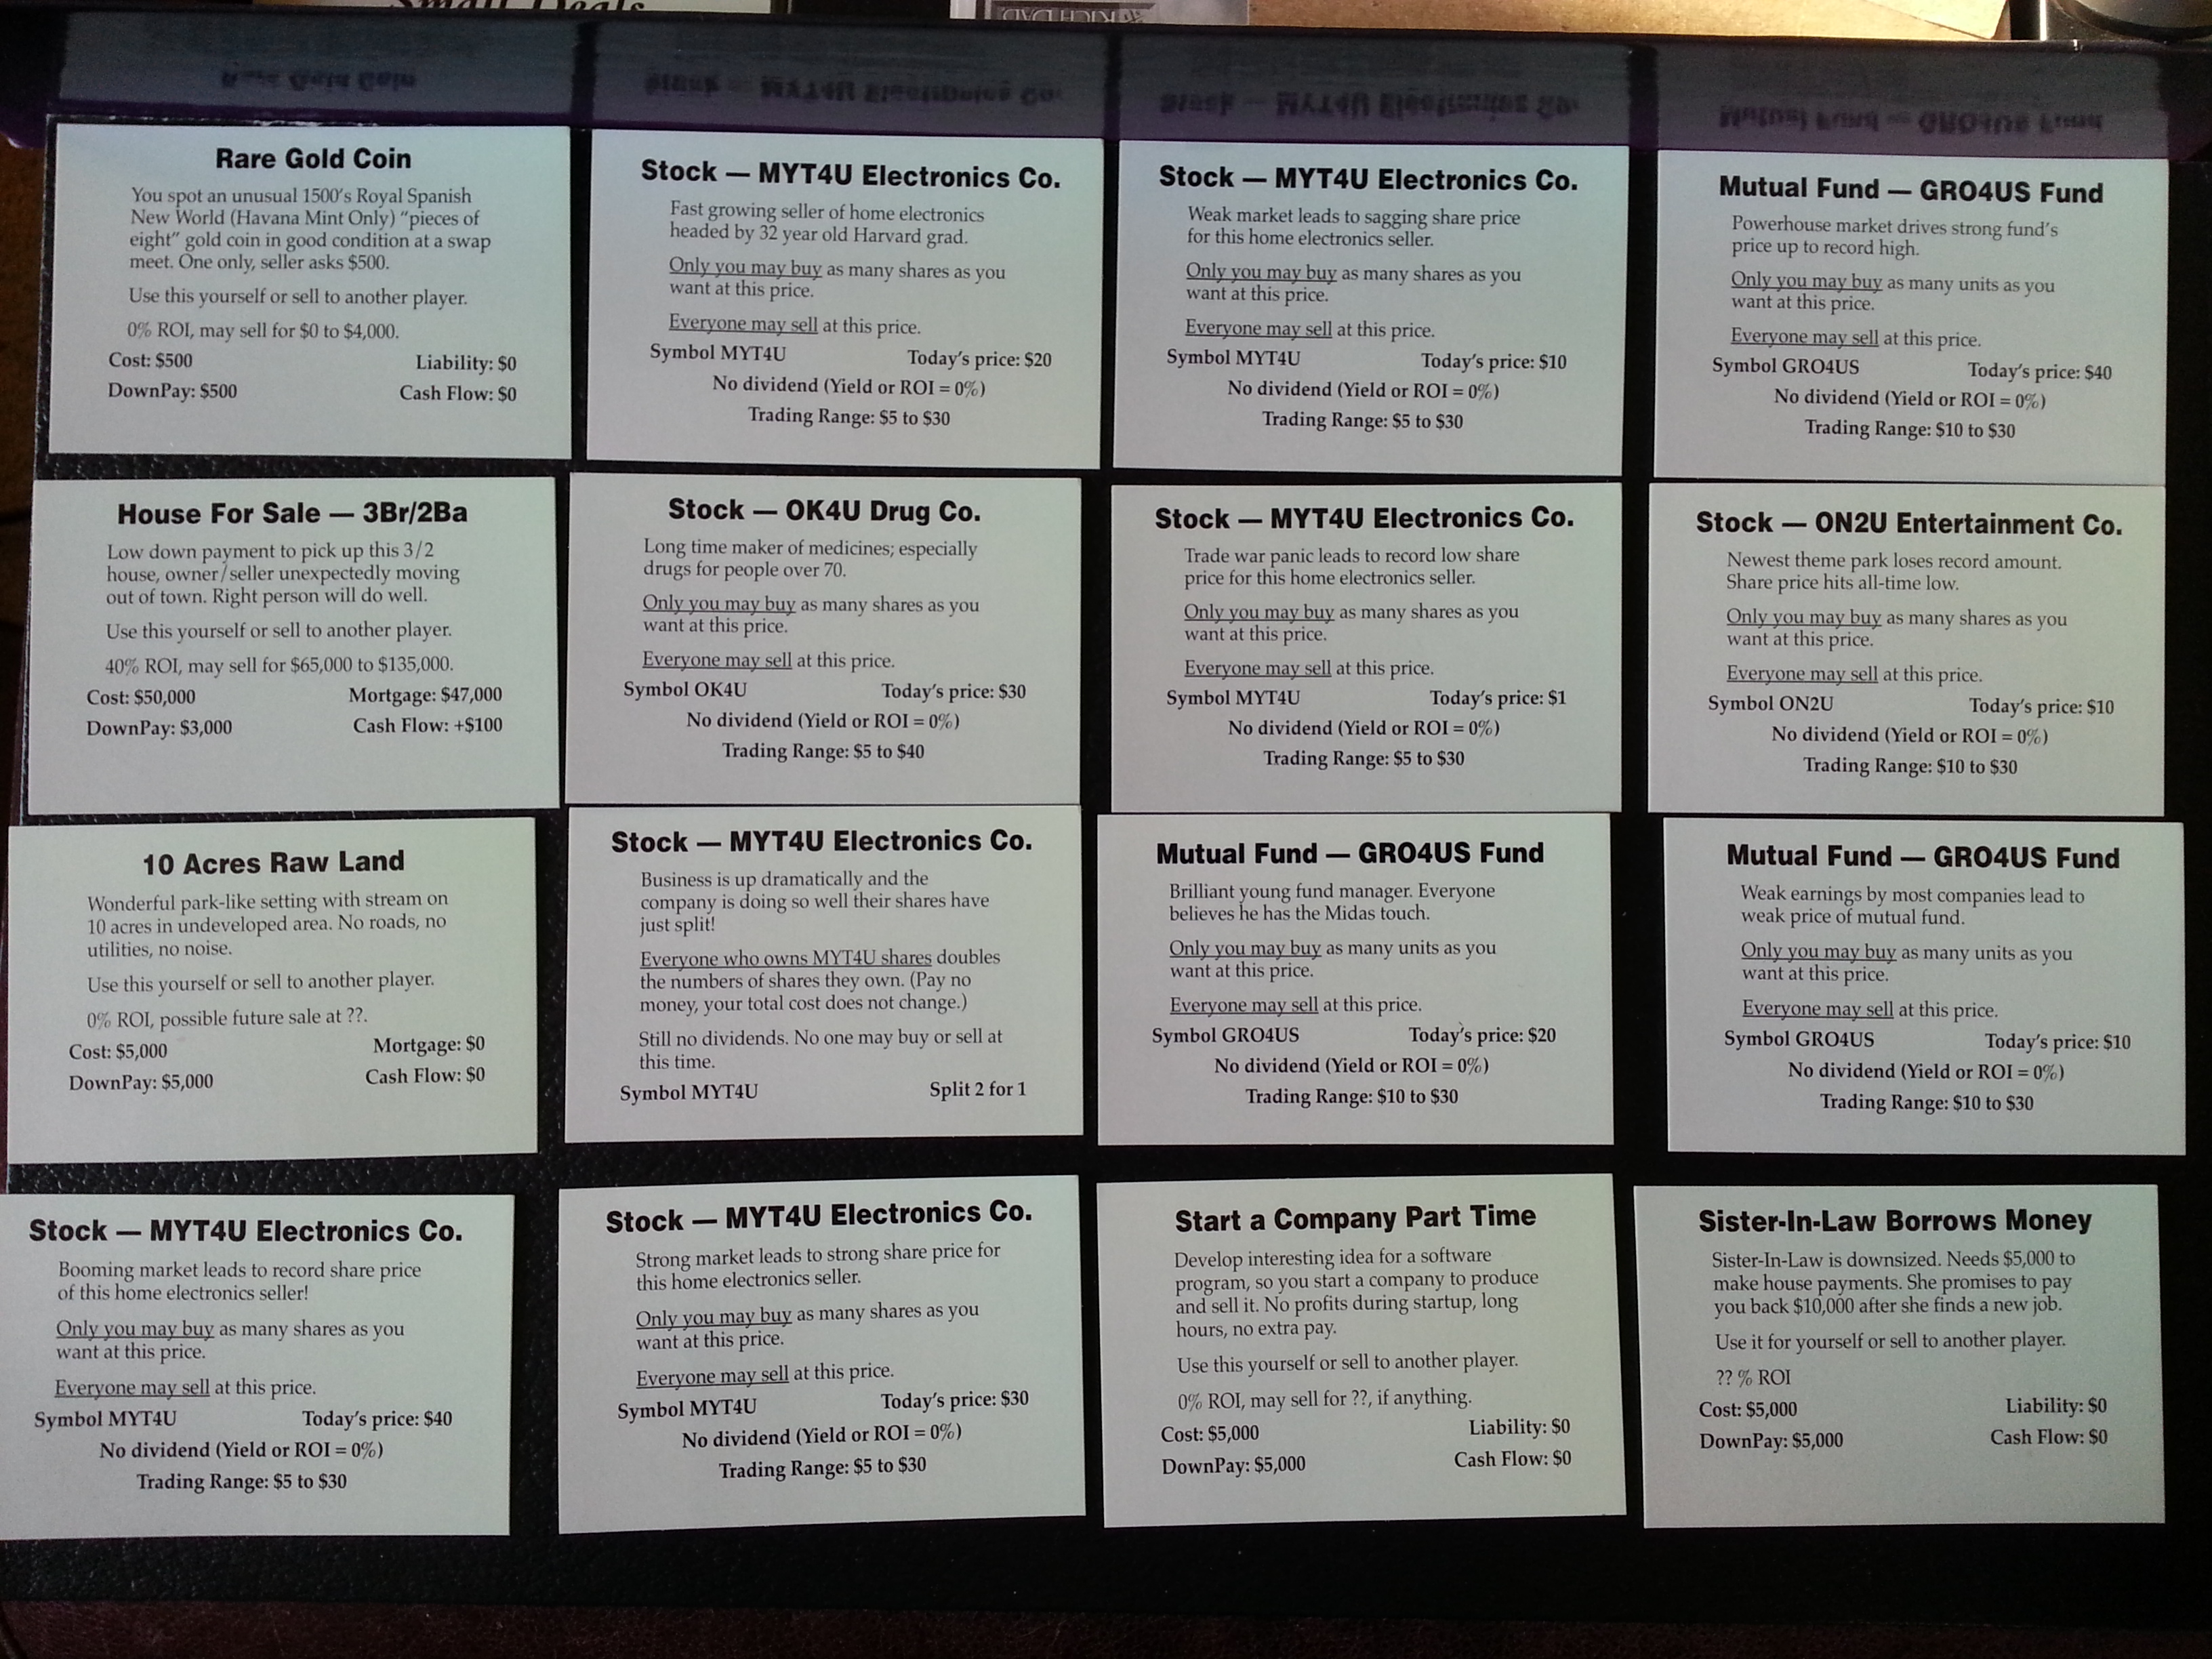 Small Deals
RICH DAD
Rare Gold Coin
You spot an unusual 1500's Royal Spanish
New World (Havana Mint Only) "pieces of
eight" gold coin in good condition at a swap
meet. One only, seller asks $500.
Use this yourself or sell to another player.
0% ROI, may sell for $0 to $4,000.
Cost: $500 Liability: $0
DownPay: $500 Cash Flow: $0
Stock — MYT4U Electronics Co.
Fast growing seller of home electronics
headed by 32 year old Harvard grad.
Only you may buy as many shares as you
want at this price.
Everyone may sell at this price.
Symbol MYT4U Today's price: $20
No dividend (Yield or ROI = 0%)
Trading Range: $5 to $30
Stock — MYT4U Electronics Co.
Weak market leads to sagging share price
for this home electronics seller.
Only you may buy as many shares as you
want at this price.
Everyone may sell at this price.
Symbol MYT4U Today's price: $10
No dividend (Yield or ROI = 0%)
Trading Range: $5 to $30
Mutual Fund — GRO4US Fund
Powerhouse market drives strong fund's
price up to record high.
Only you may buy as many units as you
want at this price.
Everyone may sell at this price.
Symbol GRO4US Today's price: $40
No dividend (Yield or ROI = 0%)
Trading Range: $10 to $30
House For Sale — 3Br/2Ba
Low down payment to pick up this 3/2
house, owner/seller unexpectedly moving
out of town. Right person will do well.
Use this yourself or sell to another player.
40% ROI, may sell for $65,000 to $135,000.
Cost: $50,000 Mortgage: $47,000
DownPay: $3,000 Cash Flow: +$100
Stock — OK4U Drug Co.
Long time maker of medicines; especially
drugs for people over 70.
Only you may buy as many shares as you
want at this price.
Everyone may sell at this price.
Symbol OK4U Today's price: $30
No dividend (Yield or ROI = 0%)
Trading Range: $5 to $40
Stock — MYT4U Electronics Co.
Trade war panic leads to record low share
price for this home electronics seller.
Only you may buy as many shares as you
want at this price.
Everyone may sell at this price.
Symbol MYT4U Today's price: $1
No dividend (Yield or ROI = 0%)
Trading Range: $5 to $30
Stock — ON2U Entertainment Co.
Newest theme park loses record amount.
Share price hits all-time low.
Only you may buy as many shares as you
want at this price.
Everyone may sell at this price.
Symbol ON2U Today's price: $10
No dividend (Yield or ROI = 0%)
Trading Range: $10 to $30
10 Acres Raw Land
Wonderful park-like setting with stream on
10 acres in undeveloped area. No roads, no
utilities, no noise.
Use this yourself or sell to another player.
0% ROI, possible future sale at ??.
Cost: $5,000 Mortgage: $0
DownPay: $5,000 Cash Flow: $0
Stock — MYT4U Electronics Co.
Business is up dramatically and the
company is doing so well their shares have
just split!
Everyone who owns MYT4U shares doubles
the numbers of shares they own. (Pay no
money, your total cost does not change.)
Still no dividends. No one may buy or sell at
this time.
Symbol MYT4U Split 2 for 1
Mutual Fund — GRO4US Fund
Brilliant young fund manager. Everyone
believes he has the Midas touch.
Only you may buy as many units as you
want at this price.
Everyone may sell at this price.
Symbol GRO4US Today's price: $20
No dividend (Yield or ROI = 0%)
Trading Range: $10 to $30
Mutual Fund — GRO4US Fund
Weak earnings by most companies lead to
weak price of mutual fund.
Only you may buy as many units as you
want at this price.
Everyone may sell at this price.
Symbol GRO4US Today's price: $10
No dividend (Yield or ROI = 0%)
Trading Range: $10 to $30
Stock — MYT4U Electronics Co.
Booming market leads to record share price
of this home electronics seller!
Only you may buy as many shares as you
want at this price.
Everyone may sell at this price.
Symbol MYT4U Today's price: $40
No dividend (Yield or ROI = 0%)
Trading Range: $5 to $30
Stock — MYT4U Electronics Co.
Strong market leads to strong share price for
this home electronics seller.
Only you may buy as many shares as you
want at this price.
Everyone may sell at this price.
Symbol MYT4U Today's price: $30
No dividend (Yield or ROI = 0%)
Trading Range: $5 to $30
Start a Company Part Time
Develop interesting idea for a software
program, so you start a company to produce
and sell it. No profits during startup, long
hours, no extra pay.
Use this yourself or sell to another player.
0% ROI, may sell for ??, if anything.
Cost: $5,000 Liability: $0
DownPay: $5,000 Cash Flow: $0
Sister-In-Law Borrows Money
Sister-In-Law is downsized. Needs $5,000 to
make house payments. She promises to pay
you back $10,000 after she finds a new job.
Use it for yourself or sell to another player.
?? % ROI
Cost: $5,000 Liability: $0
DownPay: $5,000 Cash Flow: $0